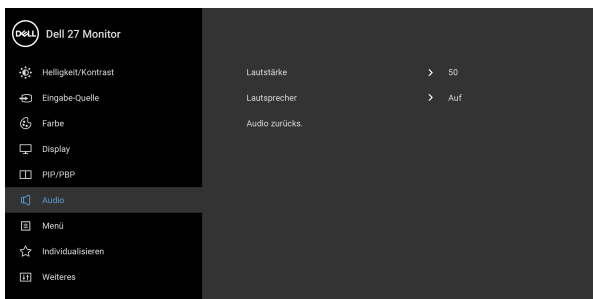 DELL Dell 27 Monitor
Helligkeit/Kontrast
Eingabe-Quelle
Farbe
Display
PIP/PBP
Audio
Menü
Individualisieren
Weiteres
Lautstärke > 50
Lautsprecher > Auf
Audio zurücks.